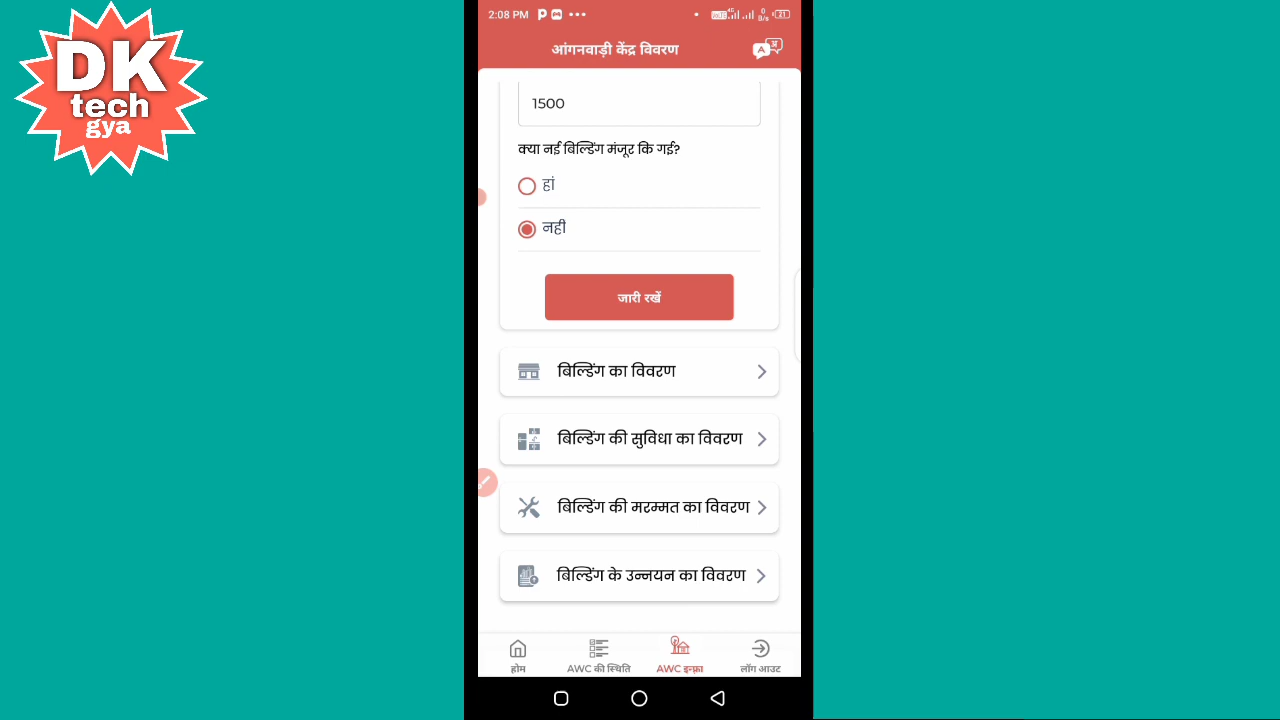 DK
tech
gya
2:08 PM
21
आंगनवाड़ी केंद्र विवरण
1500
क्या नई बिल्डिंग मंजूर कि गई?
हां
नही
जारी रखें
बिल्डिंग का विवरण
बिल्डिंग की सुविधा का विवरण
बिल्डिंग की मरम्मत का विवरण
बिल्डिंग के उन्नयन का विवरण
होम
AWC की स्थिति
AWC इन्फ्रा
लॉग आउट